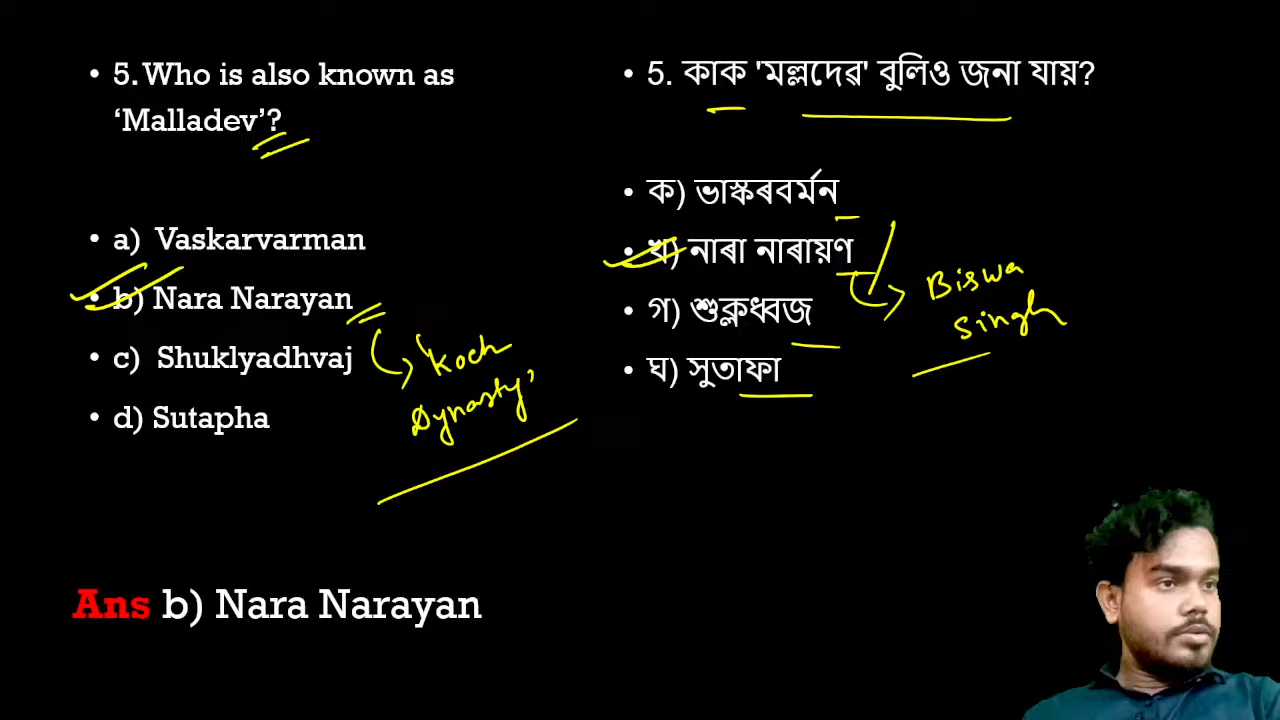 • 5. Who is also known as
‘Malladev’?
• a) Vaskarvarman
• b) Nara Narayan
• c) Shuklyadhvaj
• d) Sutapha
'Koch
Dynasty'
• 5. কাক 'মল্লদেৱ' বুলিও জনা যায়?
• ক) ভাস্কৰবৰ্মন
• খ) নাৰা নাৰায়ণ
• গ) শুক্লধ্বজ
• ঘ) সুতাফা
Biswa
Singh
Ans b) Nara Narayan